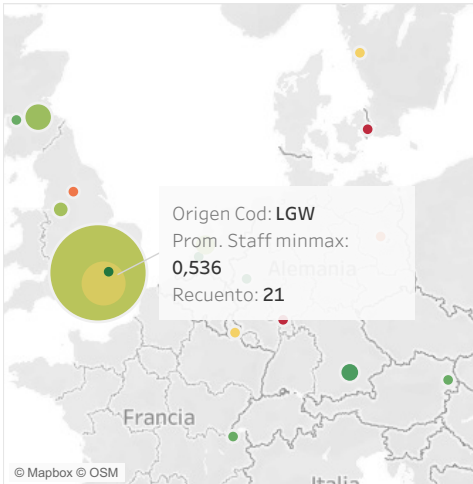 Origen Cod: LGW
Prom. Staff minmax:
0,536
Alemania
Recuento: 21
Francia
Italia
© Mapbox © OSM